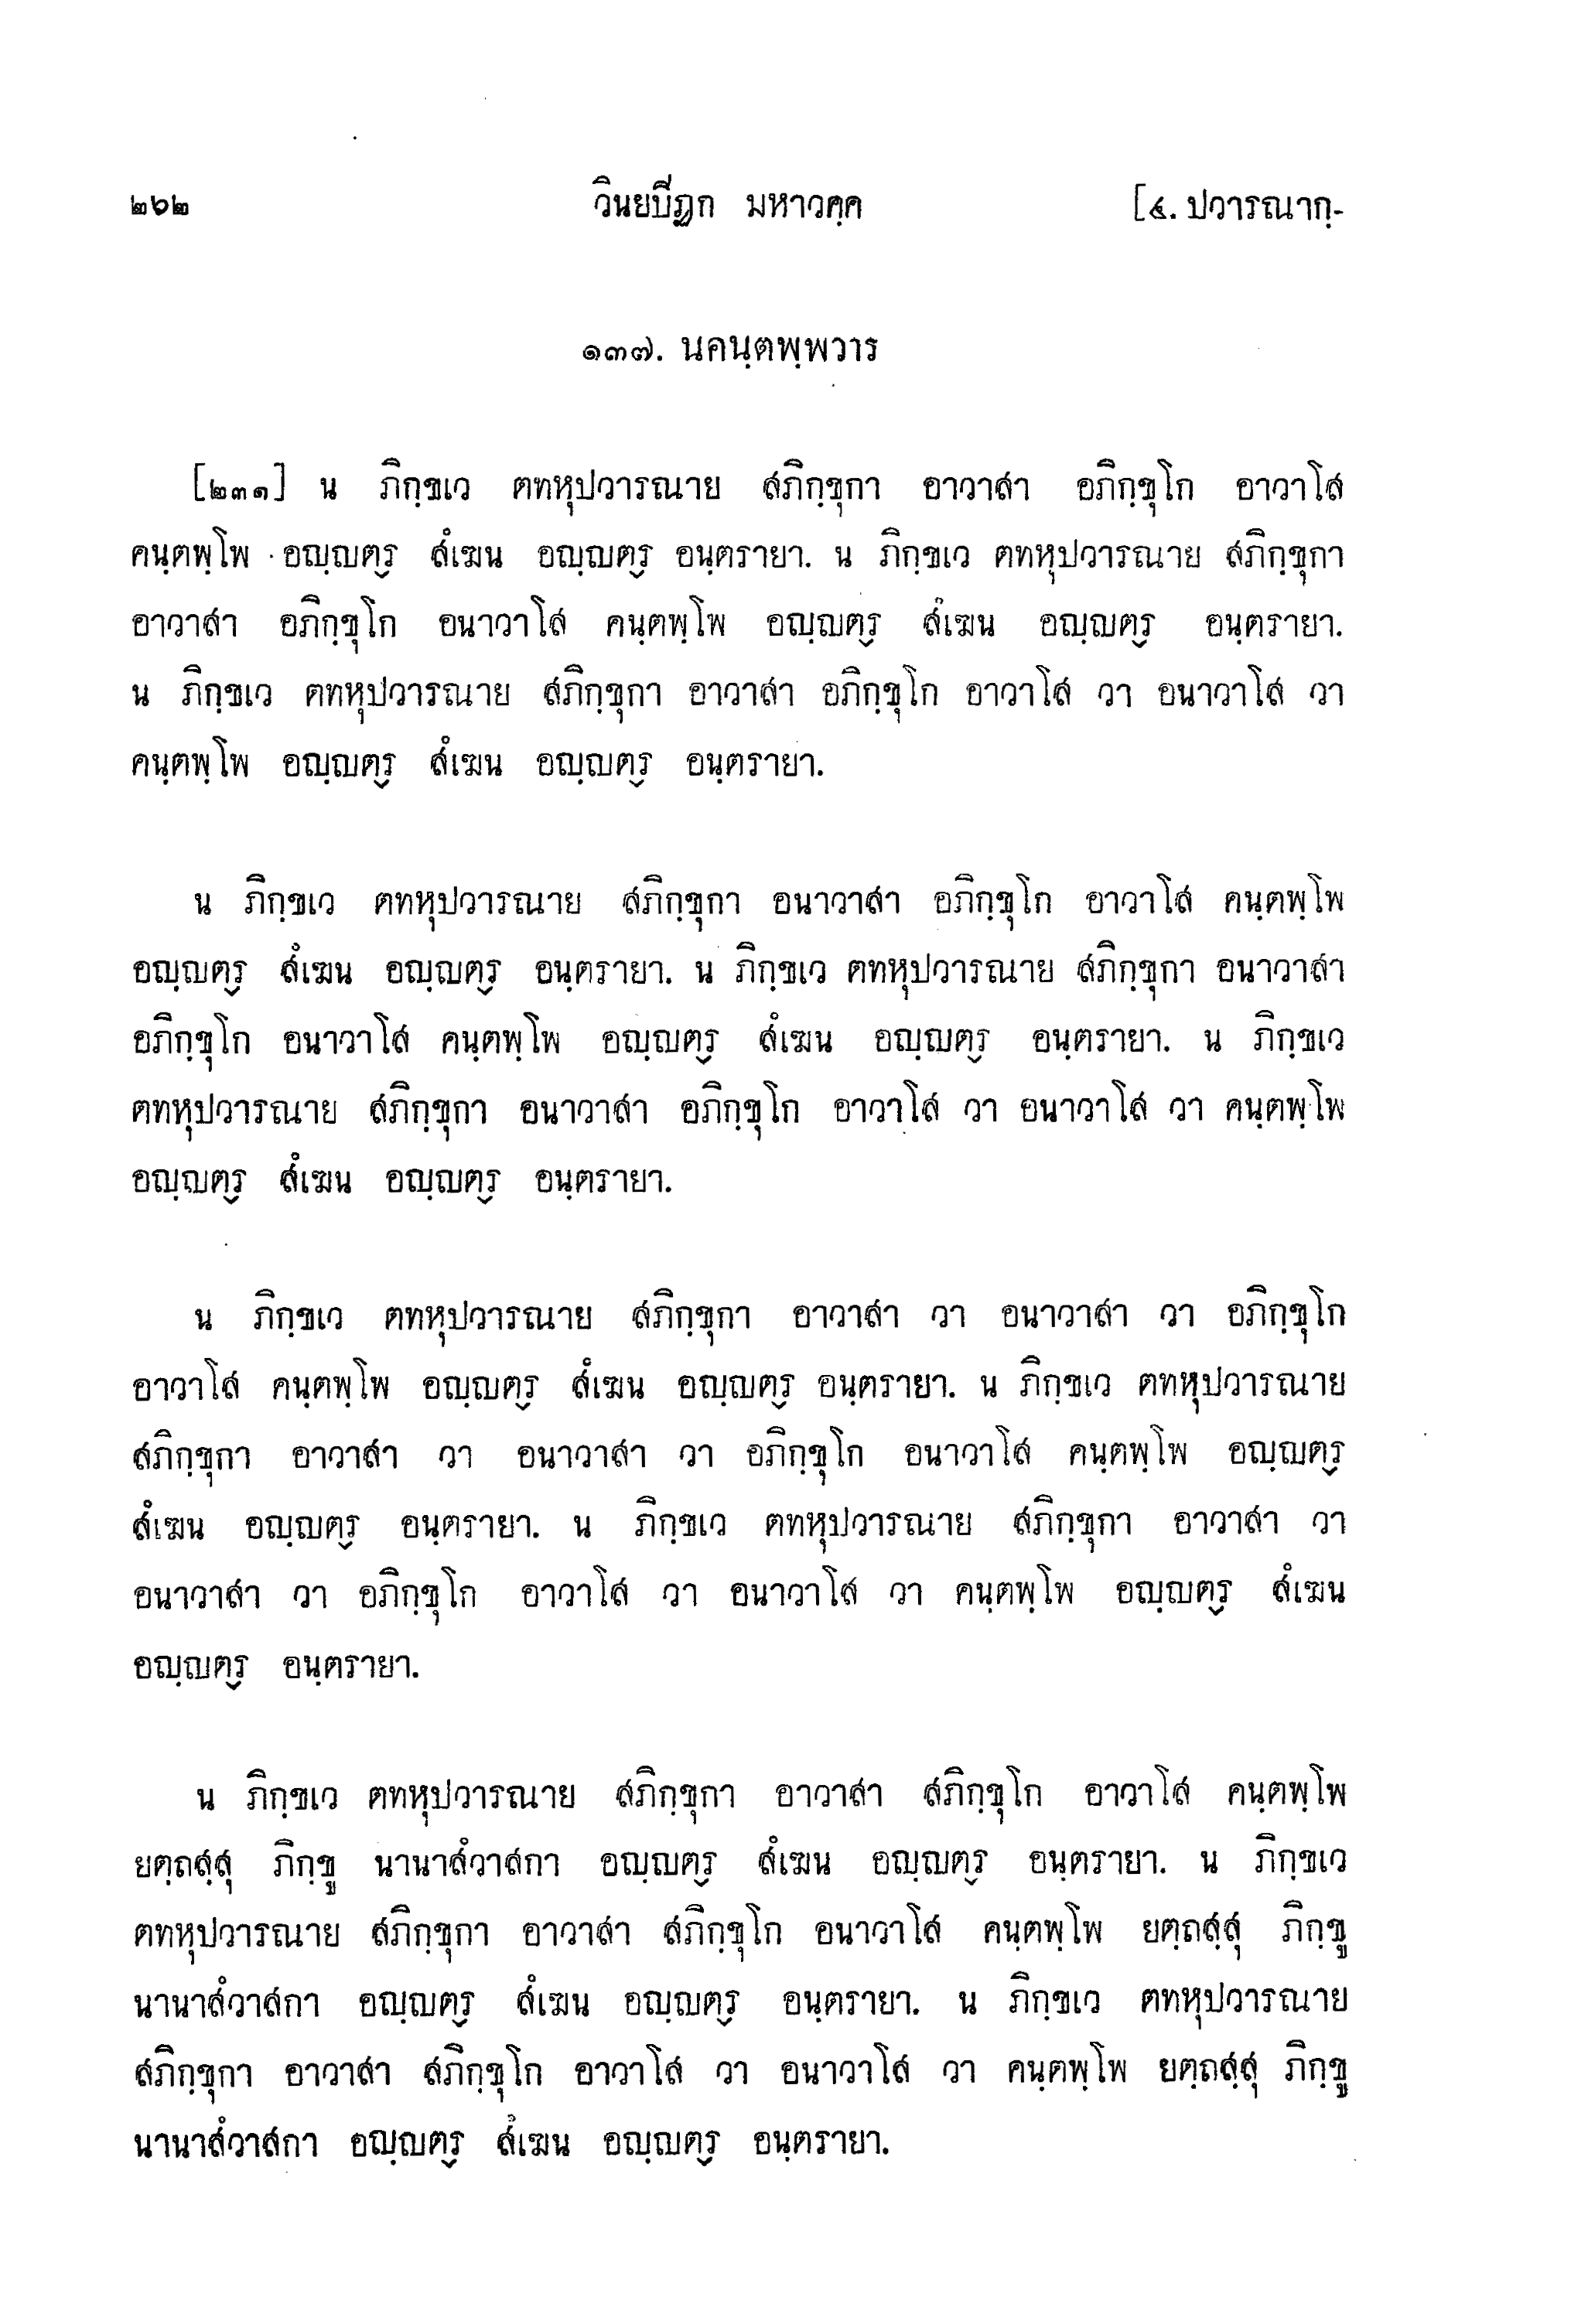 ๒๖๒ วินยปิฏก มหาวคฺค [๔. ปวารณากฺ-
๑๓๗. นคนฺตพฺพวาร
[๒๓๑] น ภิกฺขเว ตทหุปวารณาย สภิกฺขุกา อาวาสา อภิกฺขุโก อาวาโส
คนฺตพฺโพ อญฺญตฺร สํเฆน อญฺญตฺร อนฺตรายา. น ภิกฺขเว ตทหุปวารณาย สภิกฺขุกา
อาวาสา อภิกฺขุโก อนาวาโส คนฺตพฺโพ อญฺญตฺร สํเฆน อญฺญตฺร อนฺตรายา.
น ภิกฺขเว ตทหุปวารณาย สภิกฺขุกา อาวาสา อภิกฺขุโก อาวาโส วา อนาวาโส วา
คนฺตพฺโพ อญฺญตฺร สํเฆน อญฺญตฺร อนฺตรายา.
น ภิกฺขเว ตทหุปวารณาย สภิกฺขุกา อนาวาสา อภิกฺขุโก อาวาโส คนฺตพฺโพ
อญฺญตฺร สํเฆน อญฺญตฺร อนฺตรายา. น ภิกฺขเว ตทหุปวารณาย สภิกฺขุกา อนาวาสา
อภิกฺขุโก อนาวาโส คนฺตพฺโพ อญฺญตฺร สํเฆน อญฺญตฺร อนฺตรายา. น ภิกฺขเว
ตทหุปวารณาย สภิกฺขุกา อนาวาสา อภิกฺขุโก อาวาโส วา อนาวาโส วา คนฺตพฺโพ
อญฺญตฺร สํเฆน อญฺญตฺร อนฺตรายา.
น ภิกฺขเว ตทหุปวารณาย สภิกฺขุกา อาวาสา วา อนาวาสา วา อภิกฺขุโก
อาวาโส คนฺตพฺโพ อญฺญตฺร สํเฆน อญฺญตฺร อนฺตรายา. น ภิกฺขเว ตทหุปวารณาย
สภิกฺขุกา อาวาสา วา อนาวาสา วา อภิกฺขุโก อนาวาโส คนฺตพฺโพ อญฺญตฺร
สํเฆน อญฺญตฺร อนฺตรายา. น ภิกฺขเว ตทหุปวารณาย สภิกฺขุกา อาวาสา วา
อนาวาสา วา อภิกฺขุโก อาวาโส วา อนาวาโส วา คนฺตพฺโพ อญฺญตฺร สํเฆน
อญฺญตฺร อนฺตรายา.
น ภิกฺขเว ตทหุปวารณาย สภิกฺขุกา อาวาสา สภิกฺขุโก อาวาโส คนฺตพฺโพ
ยตฺถสฺสุ ภิกฺขู นานาสํวาสกา อญฺญตฺร สํเฆน อญฺญตฺร อนฺตรายา. น ภิกฺขเว
ตทหุปวารณาย สภิกฺขุกา อาวาสา สภิกฺขุโก อนาวาโส คนฺตพฺโพ ยตฺถสฺสุ ภิกฺขู
นานาสํวาสกา อญฺญตฺร สํเฆน อญฺญตฺร อนฺตรายา. น ภิกฺขเว ตทหุปวารณาย
สภิกฺขุกา อาวาสา สภิกฺขุโก อาวาโส วา อนาวาโส วา คนฺตพฺโพ ยตฺถสฺสุ ภิกฺขู
นานาสํวาสกา อญฺญตฺร สํเฆน อญฺญตฺร อนฺตรายา.